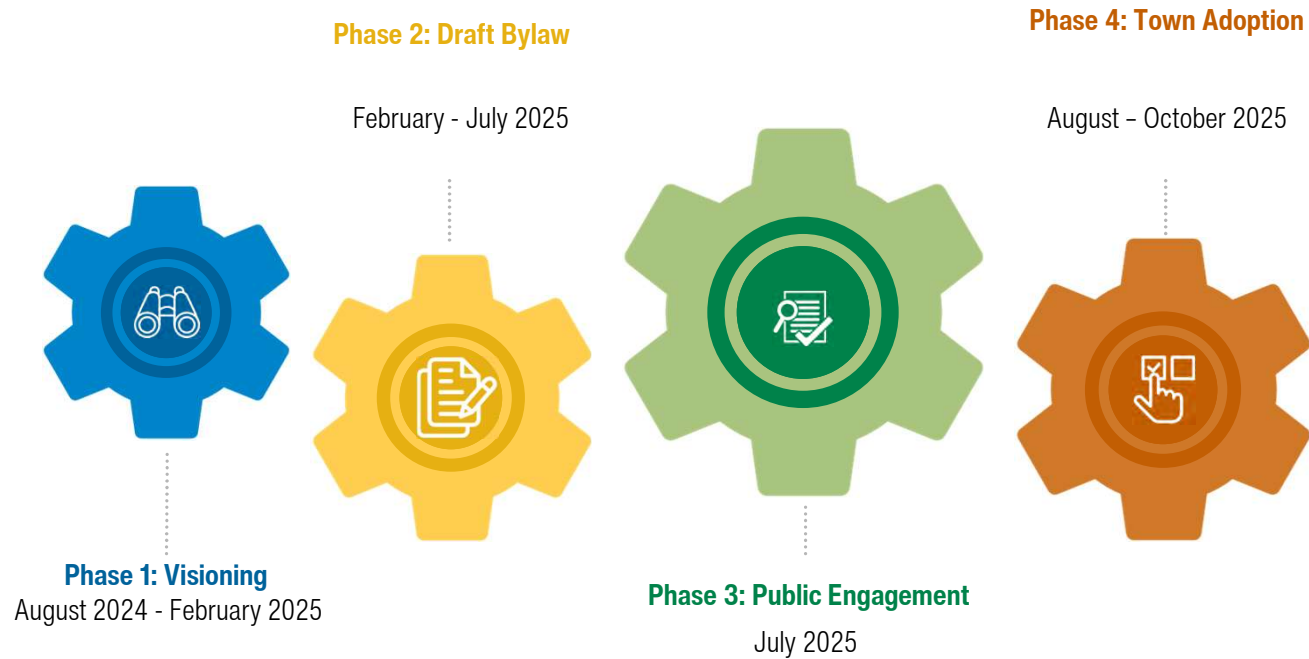 Phase 1: Visioning
August 2024 - February 2025
Phase 2: Draft Bylaw
February - July 2025
Phase 3: Public Engagement
July 2025
Phase 4: Town Adoption
August – October 2025